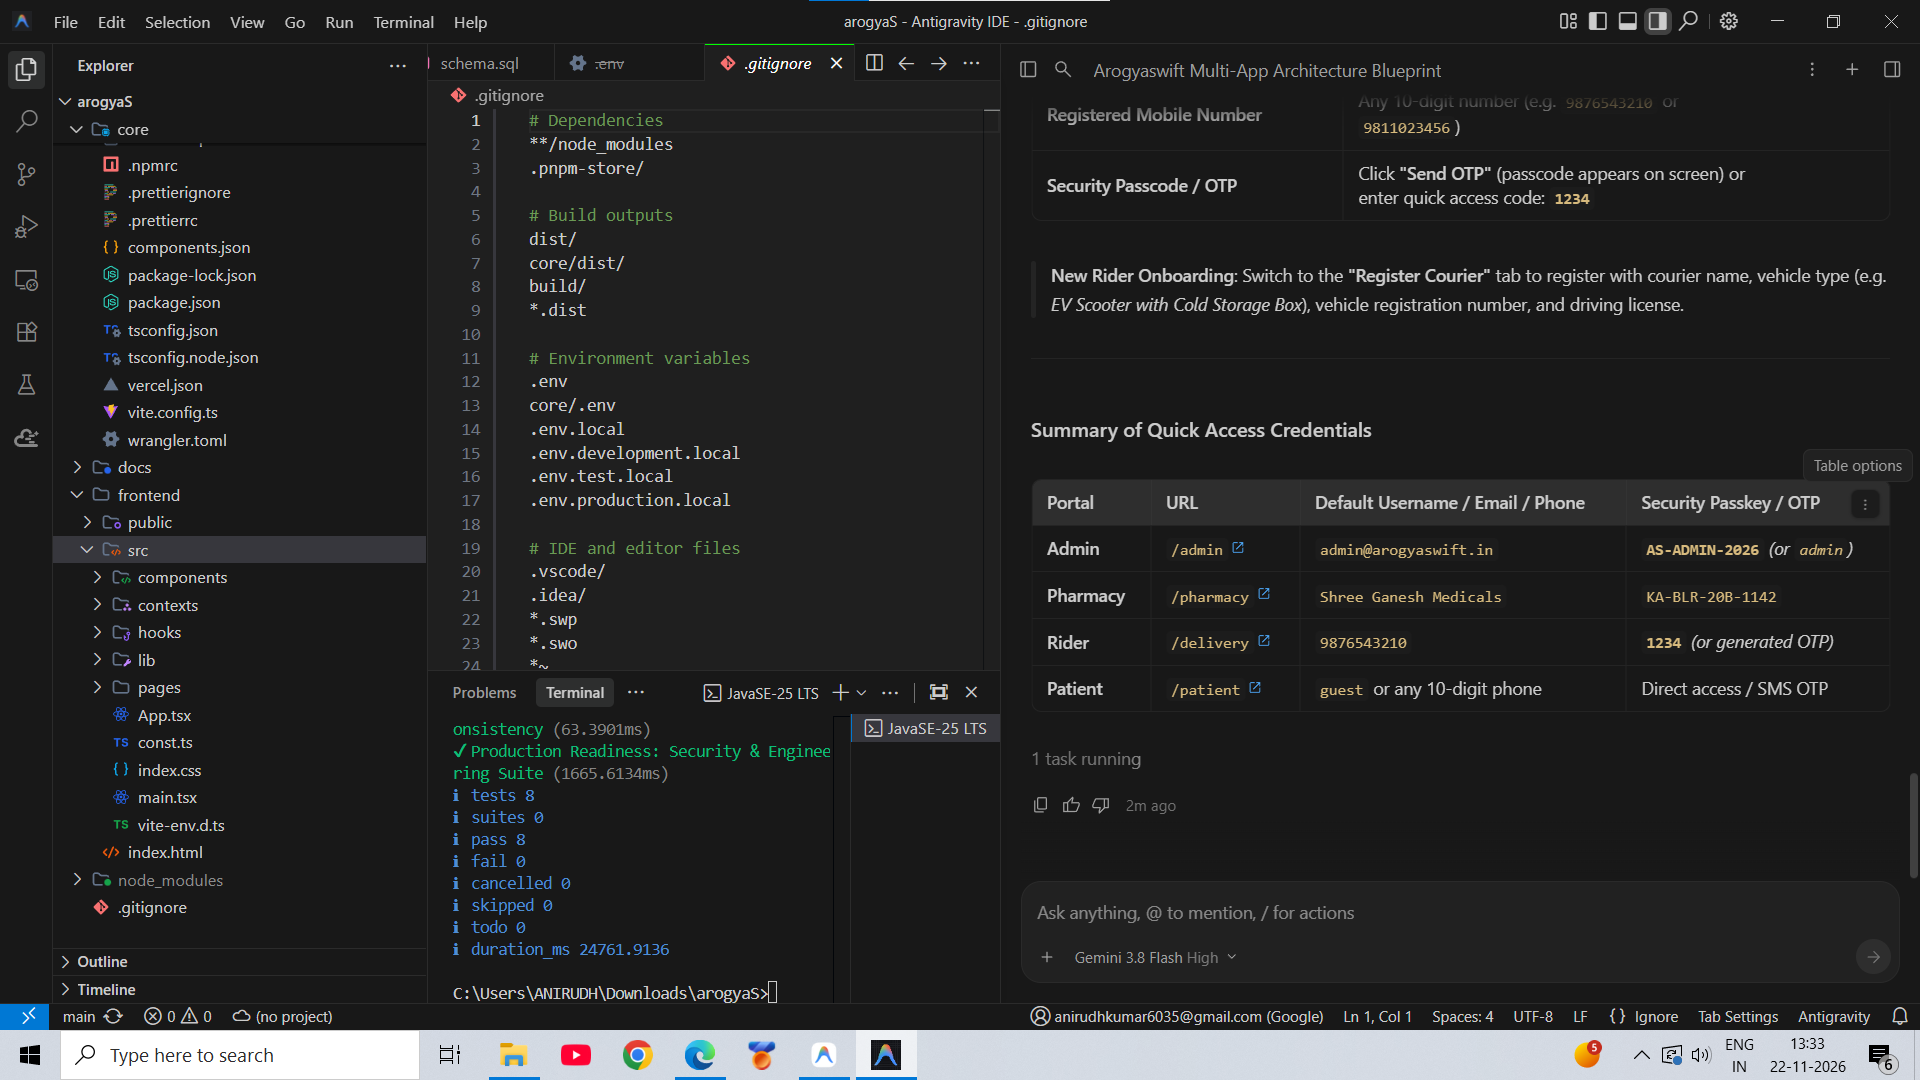 File Edit Selection View Go Run Terminal Help
arogyaS - Antigravity IDE - .gitignore
Explorer
arogyaS
core
.npmrc
.prettierignore
.prettierrc
components.json
package-lock.json
package.json
tsconfig.json
tsconfig.node.json
vercel.json
vite.config.ts
wrangler.toml
docs
frontend
public
src
components
contexts
hooks
lib
pages
App.tsx
const.ts
index.css
main.tsx
vite-env.d.ts
index.html
node_modules
.gitignore
Outline
Timeline
schema.sql
.env
.gitignore
.gitignore
1 # Dependencies
2 **/node_modules
3 .pnpm-store/
4
5 # Build outputs
6 dist/
7 core/dist/
8 build/
9 *.dist
10
11 # Environment variables
12 .env
13 core/.env
14 .env.local
15 .env.development.local
16 .env.test.local
17 .env.production.local
18
19 # IDE and editor files
20 .vscode/
21 .idea/
22 *.swp
23 *.swo
24 *~
Problems Terminal
JavaSE-25 LTS
JavaSE-25 LTS
onsistency (63.3901ms)
✓ Production Readiness: Security & Enginee
ring Suite (1665.6134ms)
i tests 8
i suites 0
i pass 8
i fail 0
i cancelled 0
i skipped 0
i todo 0
i duration_ms 24761.9136
C:\Users\ANIRUDH\Downloads\arogyaS>
Arogyaswift Multi-App Architecture Blueprint
Registered Mobile Number
Any 10-digit number (e.g. 9876543210 or
9811023456 )
Security Passcode / OTP
Click "Send OTP" (passcode appears on screen) or
enter quick access code: 1234
New Rider Onboarding: Switch to the "Register Courier" tab to register with courier name, vehicle type (e.g.
EV Scooter with Cold Storage Box), vehicle registration number, and driving license.
Summary of Quick Access Credentials
Table options
Portal URL Default Username / Email / Phone Security Passkey / OTP
Admin /admin admin@arogyaswift.in AS-ADMIN-2026 (or admin )
Pharmacy /pharmacy Shree Ganesh Medicals KA-BLR-20B-1142
Rider /delivery 9876543210 1234 (or generated OTP)
Patient /patient guest or any 10-digit phone Direct access / SMS OTP
1 task running
2m ago
Ask anything, @ to mention, / for actions
Gemini 3.8 Flash High
main 0 0 (no project)
anirudhkumar6035@gmail.com (Google) Ln 1, Col 1 Spaces: 4 UTF-8 LF {} Ignore Tab Settings Antigravity
Type here to search
5
ENG
IN
13:33
22-11-2026
6